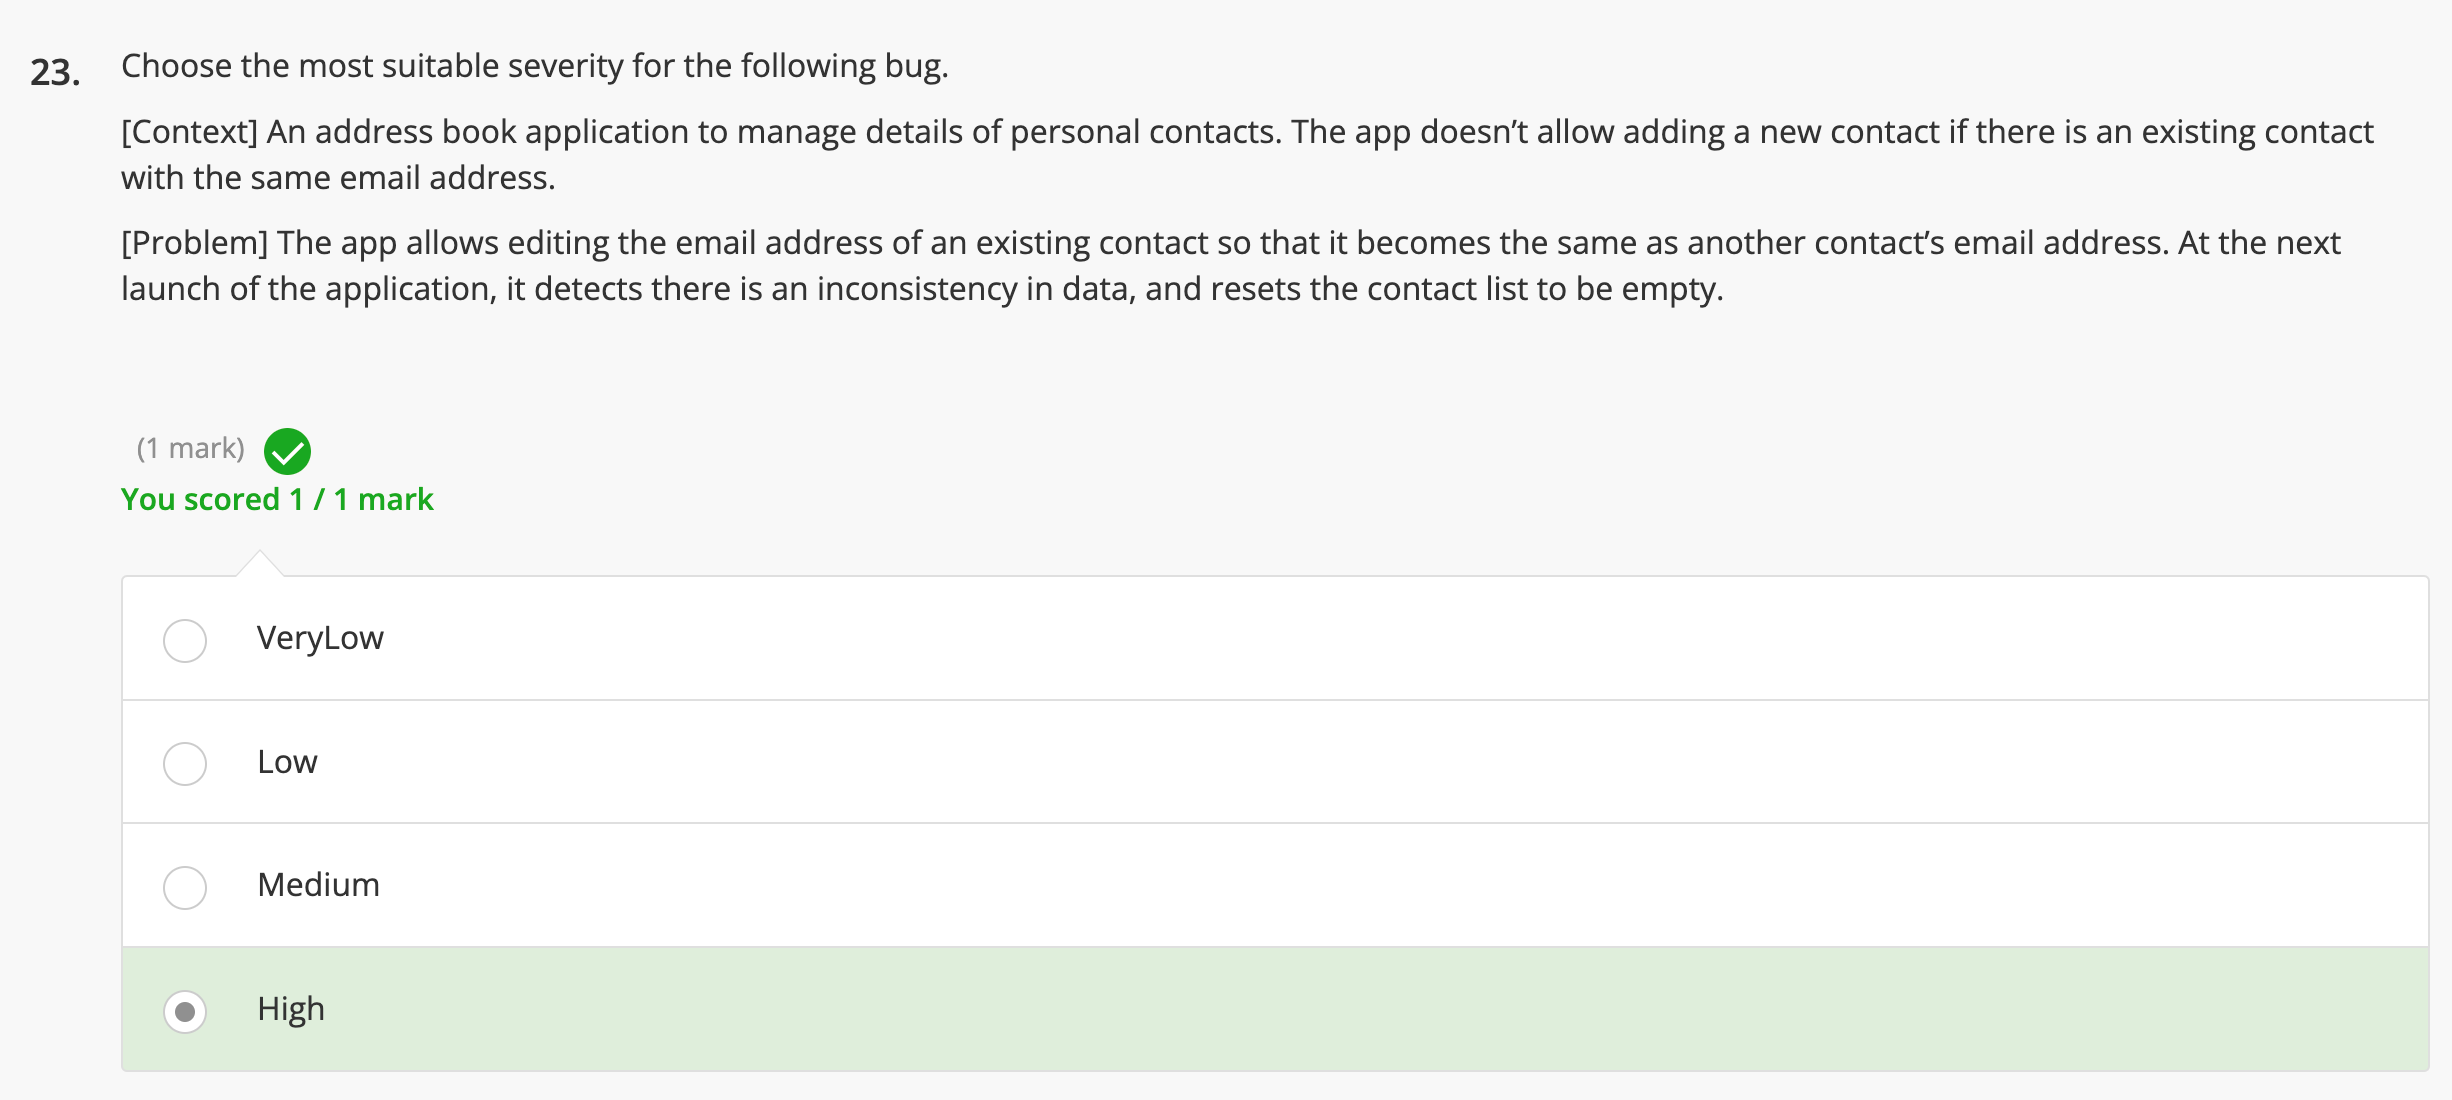 23. Choose the most suitable severity for the following bug.
[Context] An address book application to manage details of personal contacts. The app doesn’t allow adding a new contact if there is an existing contact
with the same email address.
[Problem] The app allows editing the email address of an existing contact so that it becomes the same as another contact’s email address. At the next
launch of the application, it detects there is an inconsistency in data, and resets the contact list to be empty.
(1 mark)
You scored 1 / 1 mark
VeryLow
Low
Medium
High